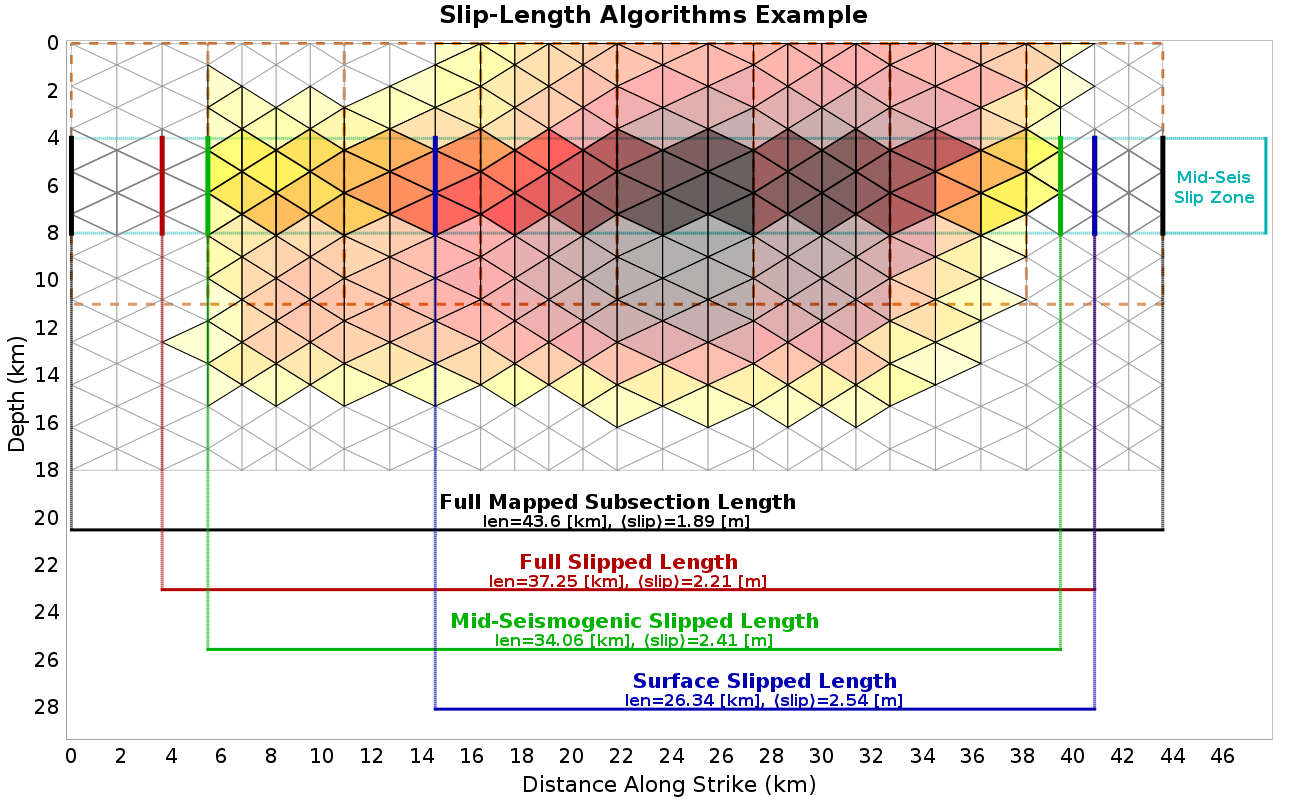 Slip-Length Algorithms Example
0
2
4
6
8
10
12
14
16
18
20
22
24
26
28
Depth (km)
Mid-Seis
Slip Zone
Full Mapped Subsection Length
len=43.6 [km], ⟨slip⟩=1.89 [m]
Full Slipped Length
len=37.25 [km], ⟨slip⟩=2.21 [m]
Mid-Seismogenic Slipped Length
len=34.06 [km], ⟨slip⟩=2.41 [m]
Surface Slipped Length
len=26.34 [km], ⟨slip⟩=2.54 [m]
0 2 4 6 8 10 12 14 16 18 20 22 24 26 28 30 32 34 36 38 40 42 44 46
Distance Along Strike (km)